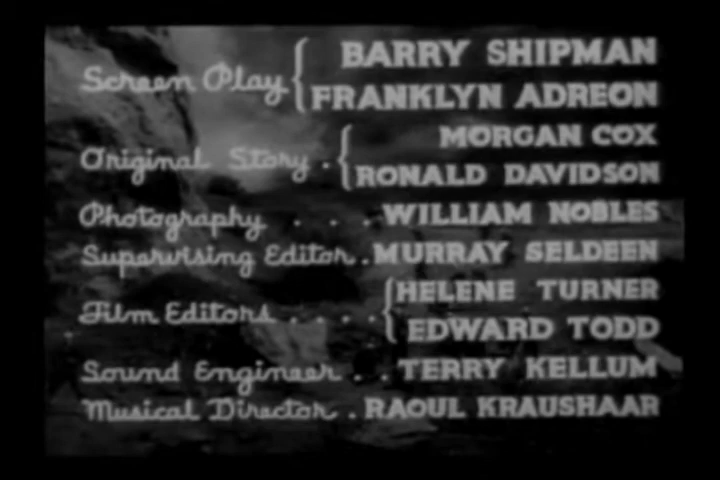 Screen Play { BARRY SHIPMAN
FRANKLYN ADREON
Original Story . { MORGAN COX
RONALD DAVIDSON
Photography . . . WILLIAM NOBLES
Supervising Editor . MURRAY SELDEEN
Film Editors . . . . { HELENE TURNER
EDWARD TODD
Sound Engineer . . TERRY KELLUM
Musical Director . RAOUL KRAUSHAAR